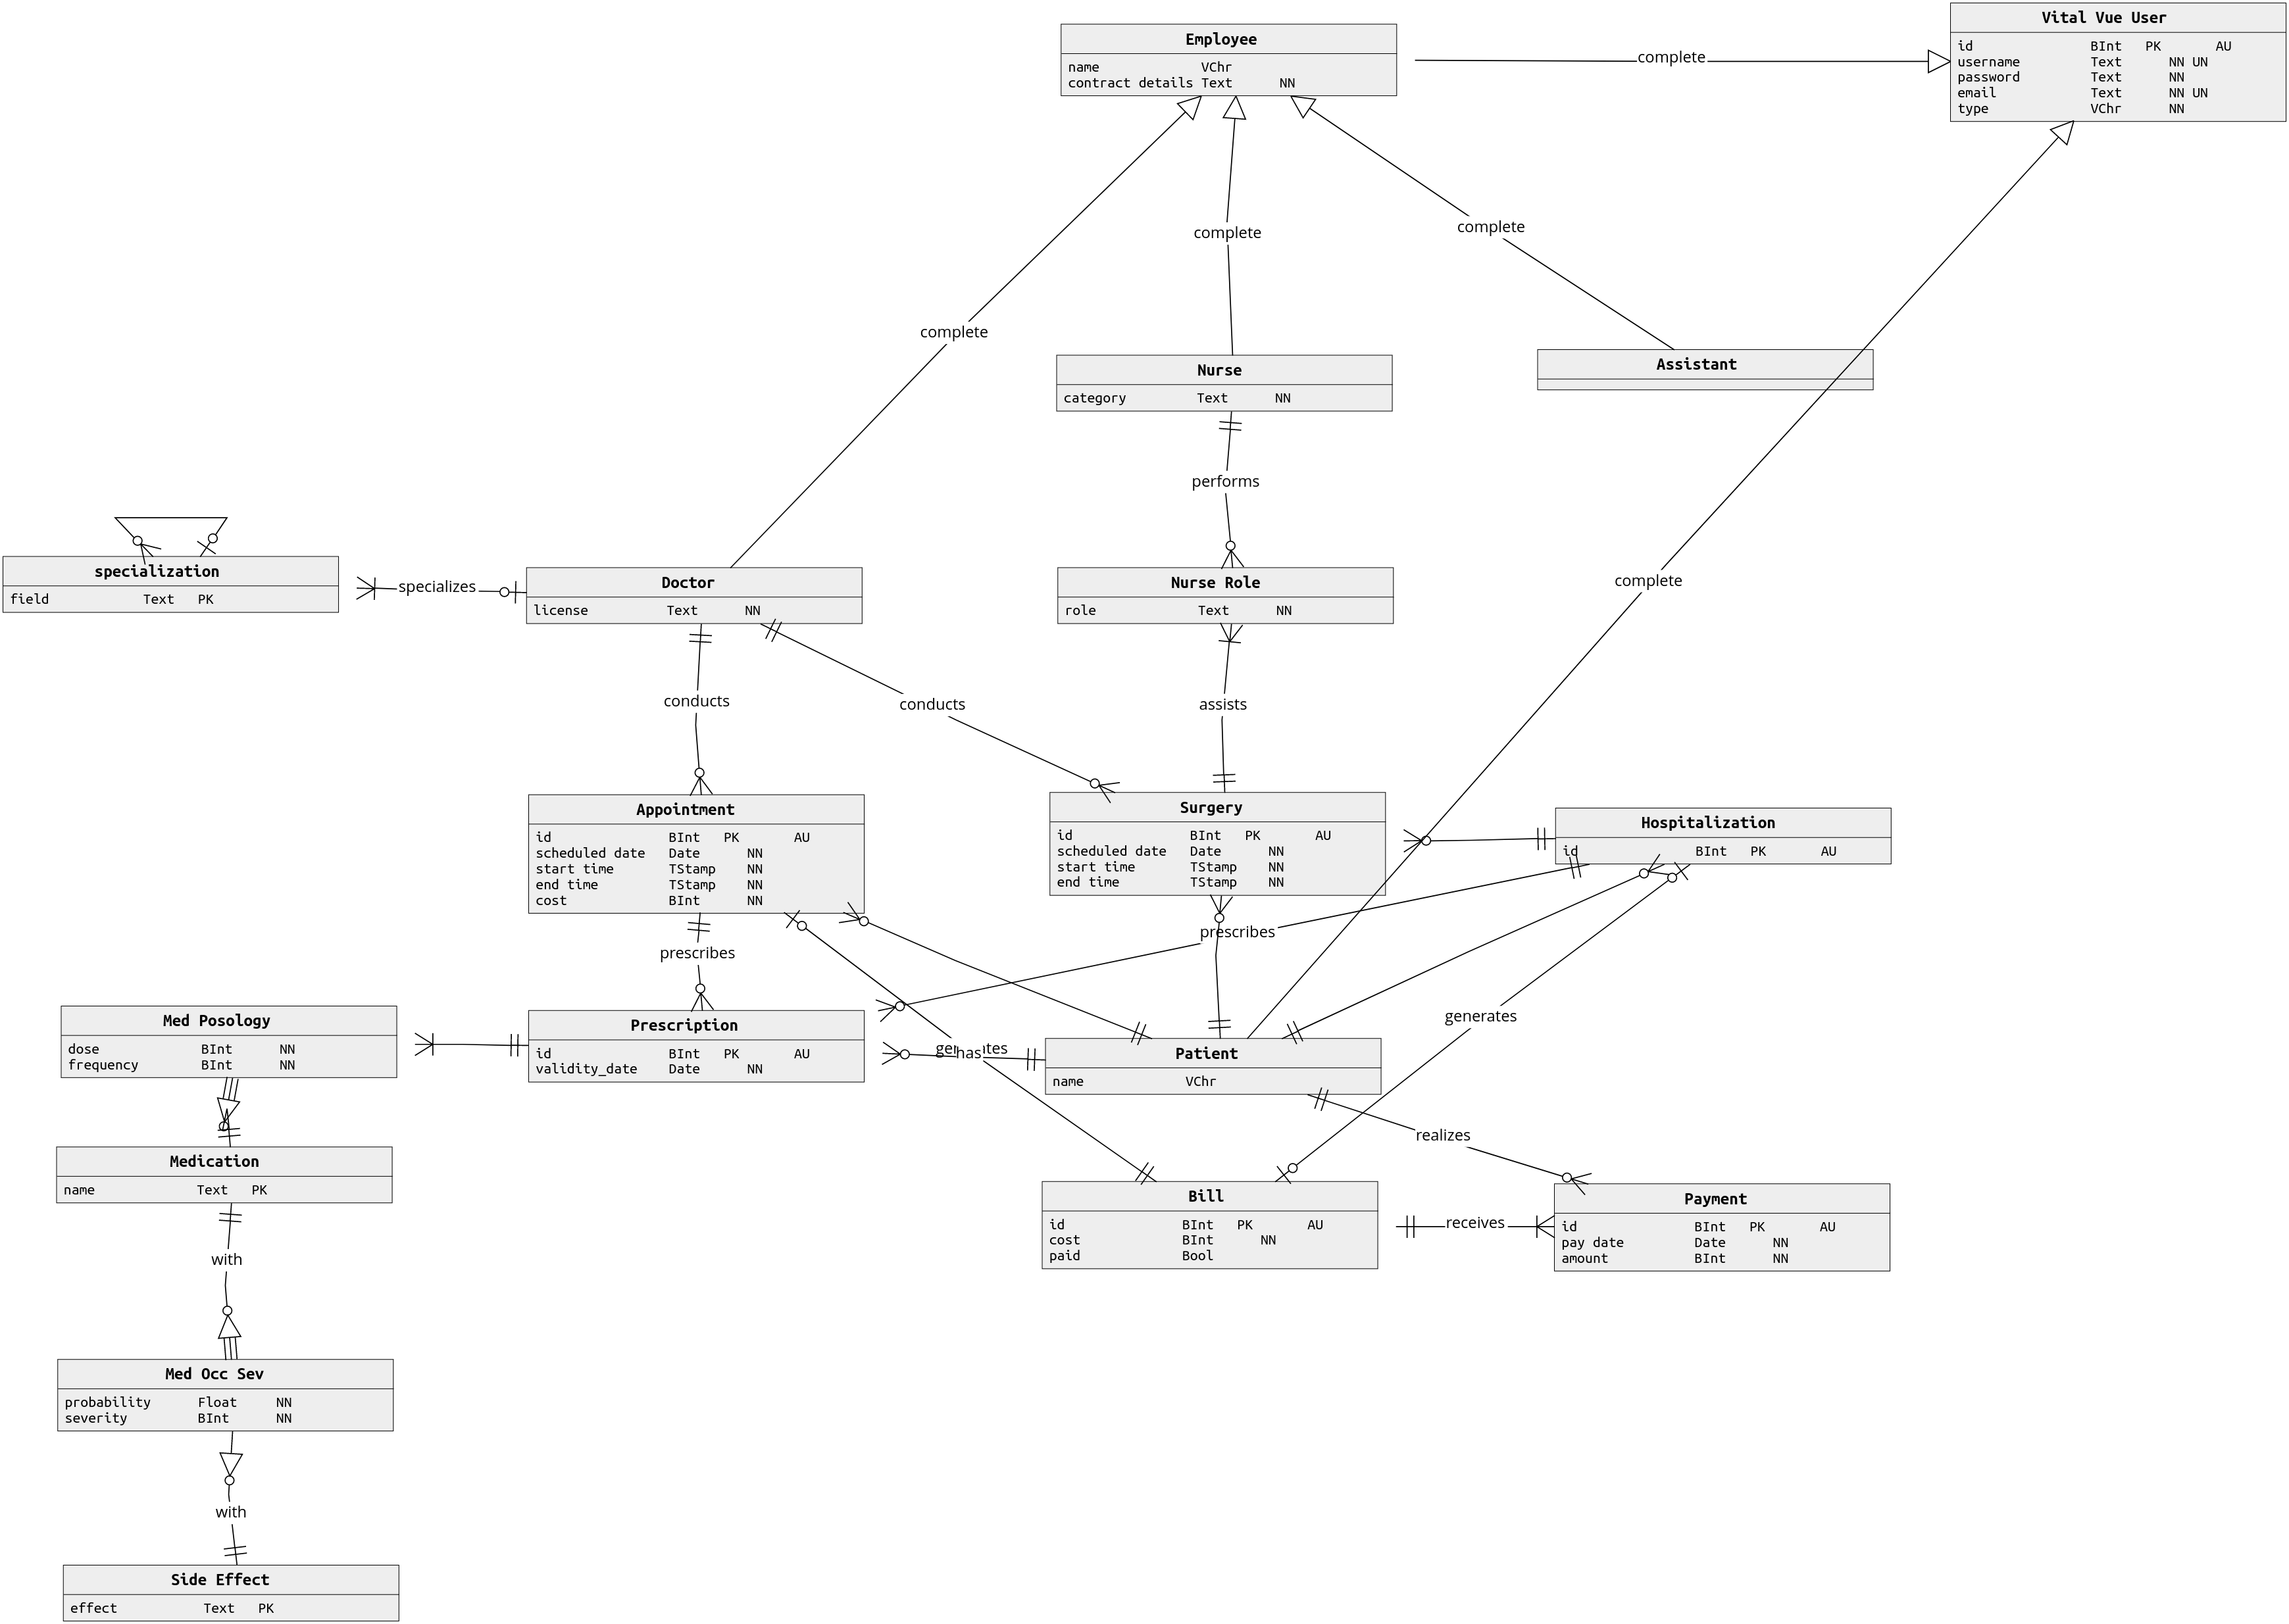 Vital Vue User
id BInt PK AU
username Text NN UN
password Text NN
email Text NN UN
type VChr NN
Employee
name VChr
contract details Text NN
complete
complete
complete
complete
complete
Nurse
category Text NN
Assistant
performs
specialization
field Text PK
specializes
Doctor
license Text NN
Nurse Role
role Text NN
conducts
conducts
assists
Appointment
id BInt PK AU
scheduled date Date NN
start time TStamp NN
end time TStamp NN
cost BInt NN
Surgery
id BInt PK AU
scheduled date Date NN
start time TStamp NN
end time TStamp NN
Hospitalization
id BInt PK AU
prescribes
prescribes
generates
Med Posology
dose BInt NN
frequency BInt NN
Prescription
id BInt PK AU
validity_date Date NN
has
Patient
name VChr
realizes
Medication
name Text PK
Bill
id BInt PK AU
cost BInt NN
paid Bool
receives
Payment
id BInt PK AU
pay date Date NN
amount BInt NN
with
Med Occ Sev
probability Float NN
severity BInt NN
with
Side Effect
effect Text PK